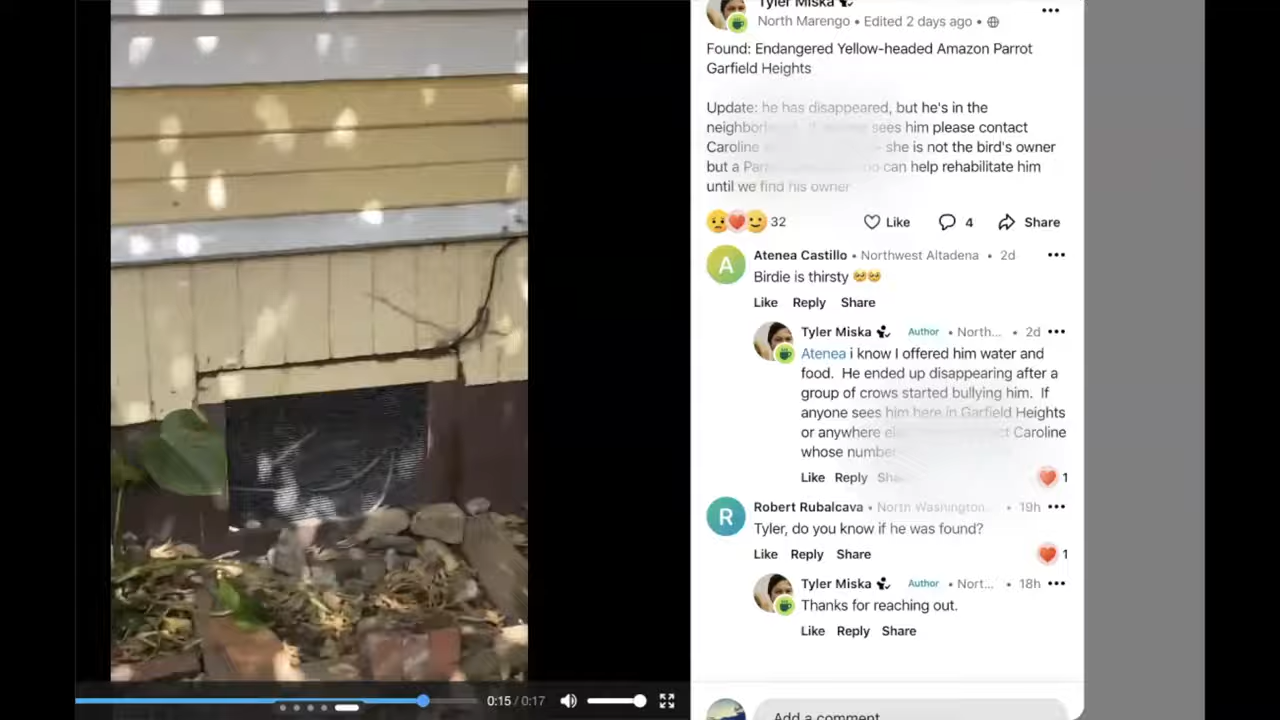 Tyler Miska
North Marengo • Edited 2 days ago •
Found: Endangered Yellow-headed Amazon Parrot
Garfield Heights
Update: he has disappeared, but he's in the
sees him please contact
Caroline - she is not the bird's owner
but a can help rehabilitate him
until we find his owner
32 Like 4 Share
Atenea Castillo • Northwest Altadena • 2d
Birdie is thirsty 🥺🥺
Like Reply Share
Tyler Miska Author • North... • 2d
Atenea i know I offered him water and
food. He ended up disappearing after a
group of crows started bullying him. If
anyone sees him here in Garfield Heights
or anywhere Caroline
whose number
Like Reply Share
1
A
Robert Rubalcava • North Washington... • 19h
R
Tyler, do you know if he was found?
Like Reply Share
1
Tyler Miska Author • Nort... • 18h
Thanks for reaching out.
Like Reply Share
0:15 / 0:17
Add a comment